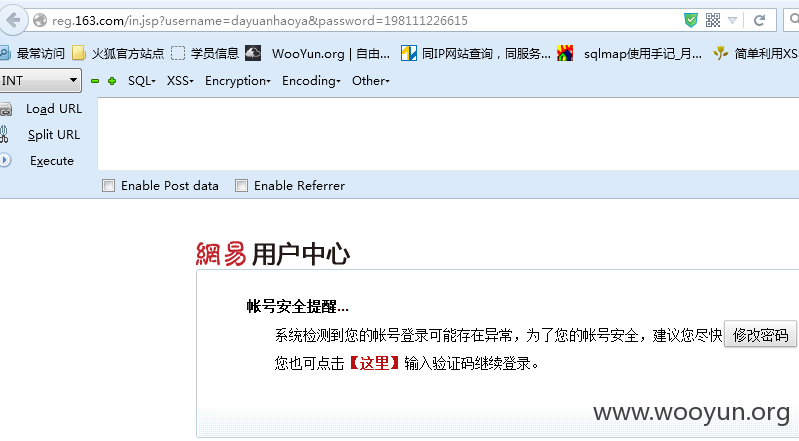 reg.163.com/in.jsp?username=dayuanhaoya&password=198111226615
最常访问 火狐官方站点 学员信息 WooYun.org | 自由... 同IP网站查询，同服务... sqlmap使用手记_月... 简单利用XS
INT SQL XSS Encryption Encoding Other
Load URL
Split URL
Execute
Enable Post data Enable Referrer
網易 用户中心
帐号安全提醒...
系统检测到您的帐号登录可能存在异常，为了您的帐号安全，建议您尽快 修改密码
您也可点击【这里】输入验证码继续登录。
www.wooyun.org